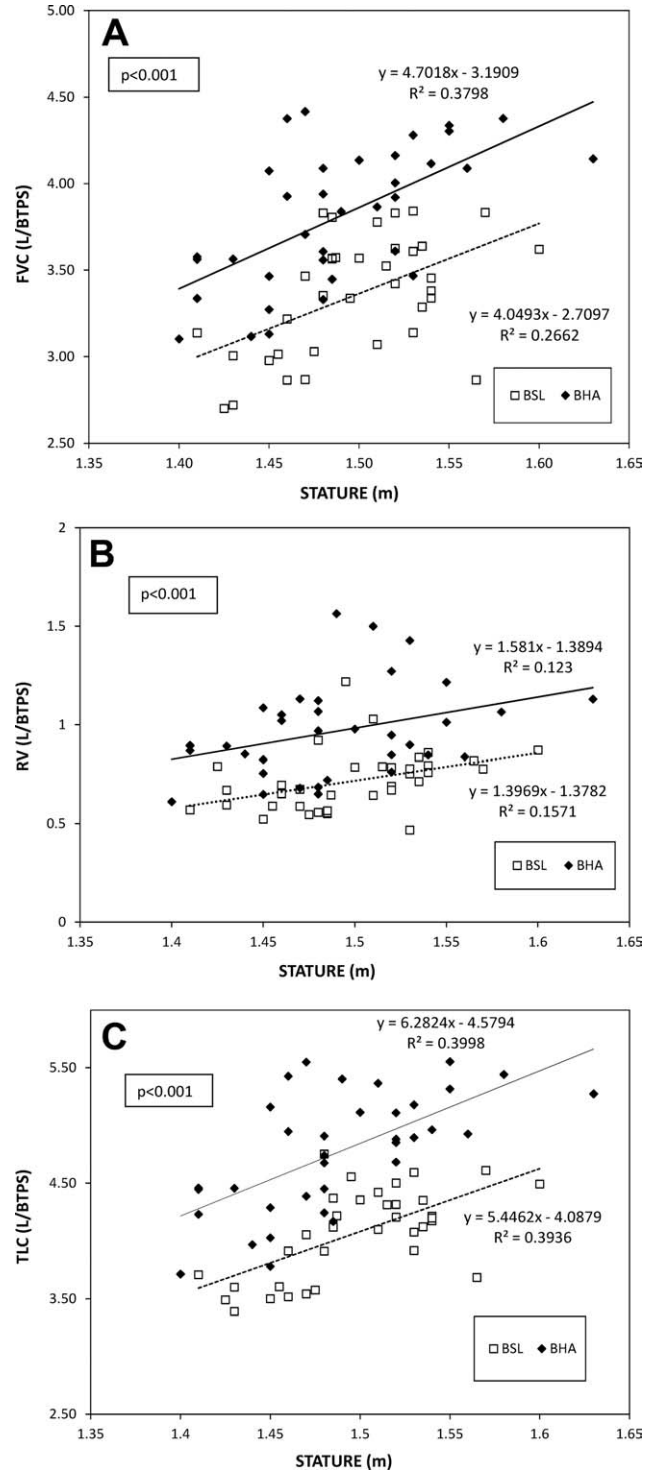 A
5.00
4.50
4.00
3.50
3.00
2.50
FVC (L/BTPS)
p<0.001
y = 4.7018x - 3.1909
R² = 0.3798
y = 4.0493x - 2.7097
R² = 0.2662
BSL BHA
1.35 1.40 1.45 1.50 1.55 1.60 1.65
STATURE (m)
B
2
1.5
1
0.5
0
RV (L/BTPS)
p<0.001
y = 1.581x - 1.3894
R² = 0.123
y = 1.3969x - 1.3782
R² = 0.1571
BSL BHA
1.35 1.4 1.45 1.5 1.55 1.6 1.65
STATURE (m)
C
5.50
4.50
3.50
2.50
TLC (L/BTPS)
p<0.001
y = 6.2824x - 4.5794
R² = 0.3998
y = 5.4462x - 4.0879
R² = 0.3936
BSL BHA
1.35 1.4 1.45 1.5 1.55 1.6 1.65
STATURE (m)